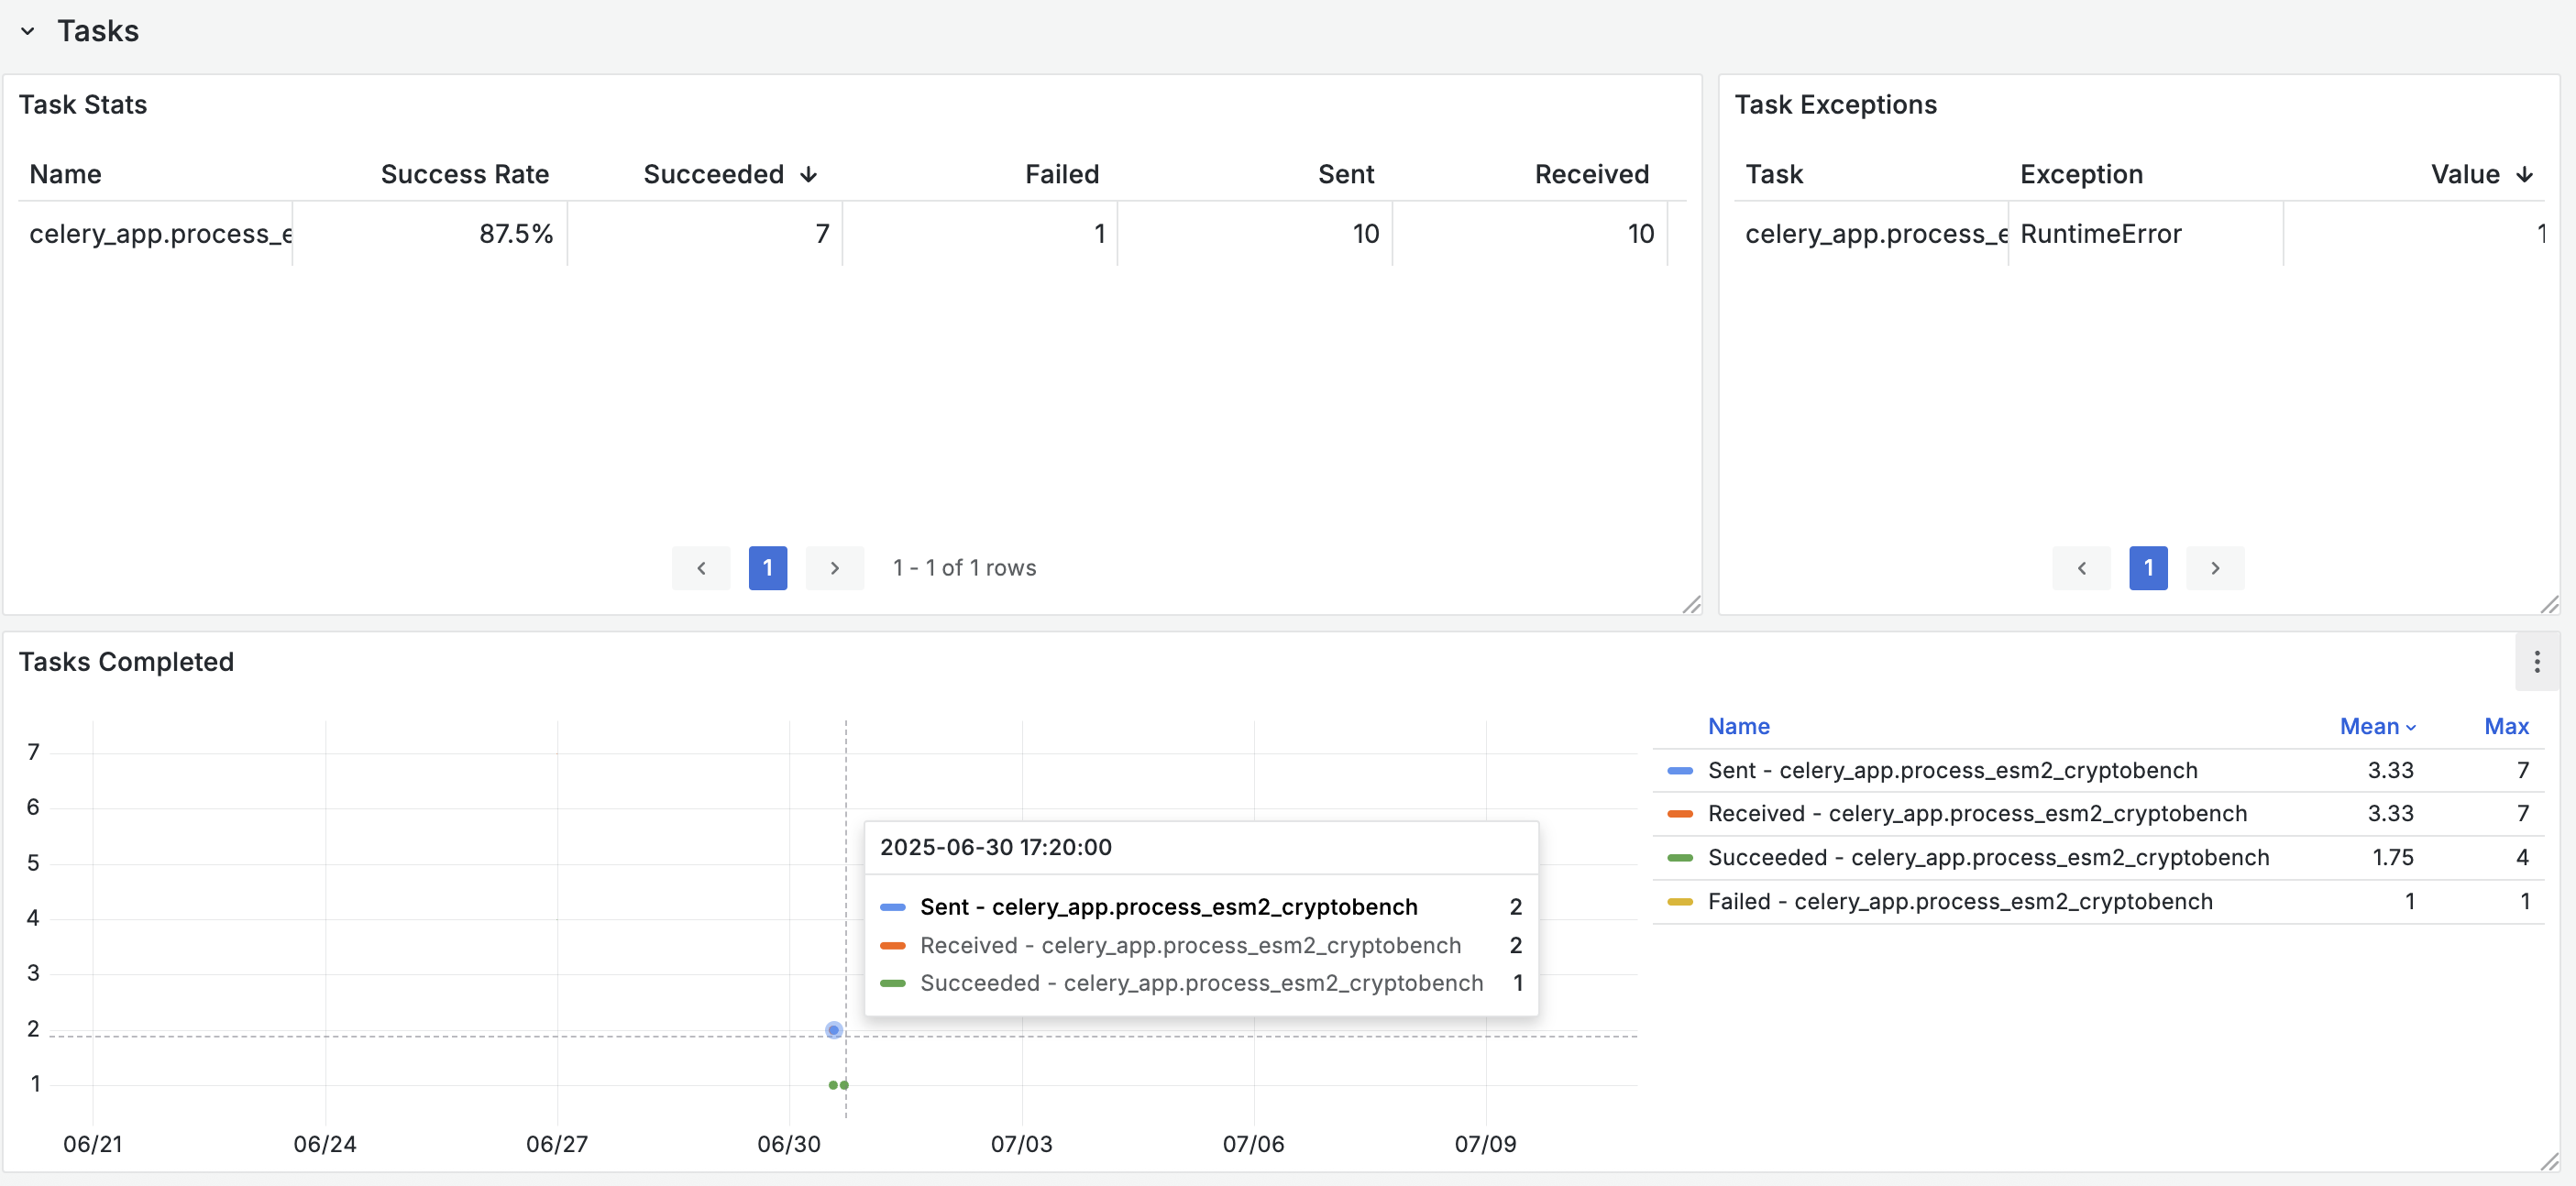 Tasks
Task Stats
Name Success Rate Succeeded Failed Sent Received
celery_app.process_e 87.5% 7 1 10 10
1
1 - 1 of 1 rows
Task Exceptions
Task Exception Value
celery_app.process_e RuntimeError 1
1
Tasks Completed
7
6
5
4
3
2
1
06/21 06/24 06/27 06/30 07/03 07/06 07/09
2025-06-30 17:20:00
Sent - celery_app.process_esm2_cryptobench 2
Received - celery_app.process_esm2_cryptobench 2
Succeeded - celery_app.process_esm2_cryptobench 1
Name Mean Max
Sent - celery_app.process_esm2_cryptobench 3.33 7
Received - celery_app.process_esm2_cryptobench 3.33 7
Succeeded - celery_app.process_esm2_cryptobench 1.75 4
Failed - celery_app.process_esm2_cryptobench 1 1